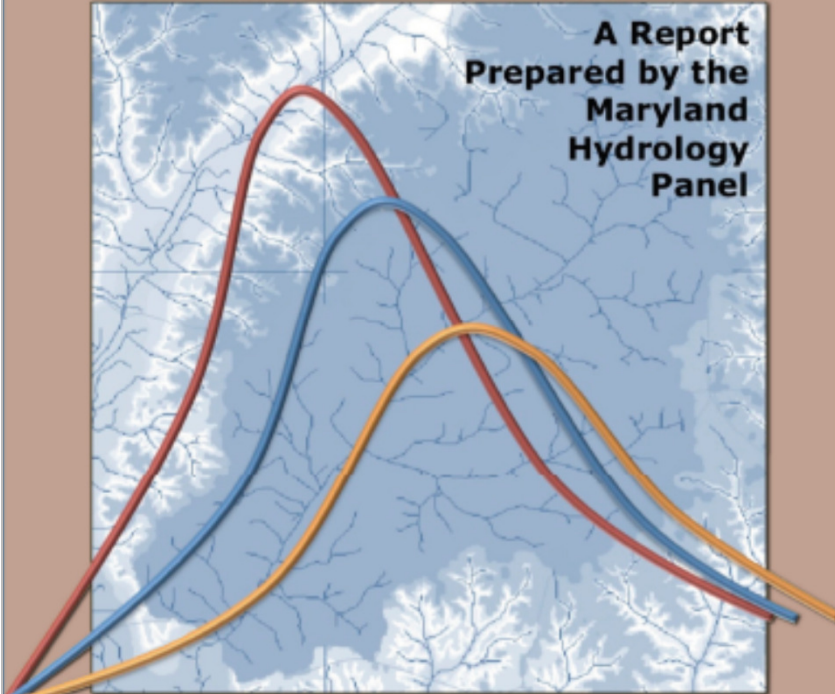 A Report
Prepared by the
Maryland
Hydrology
Panel